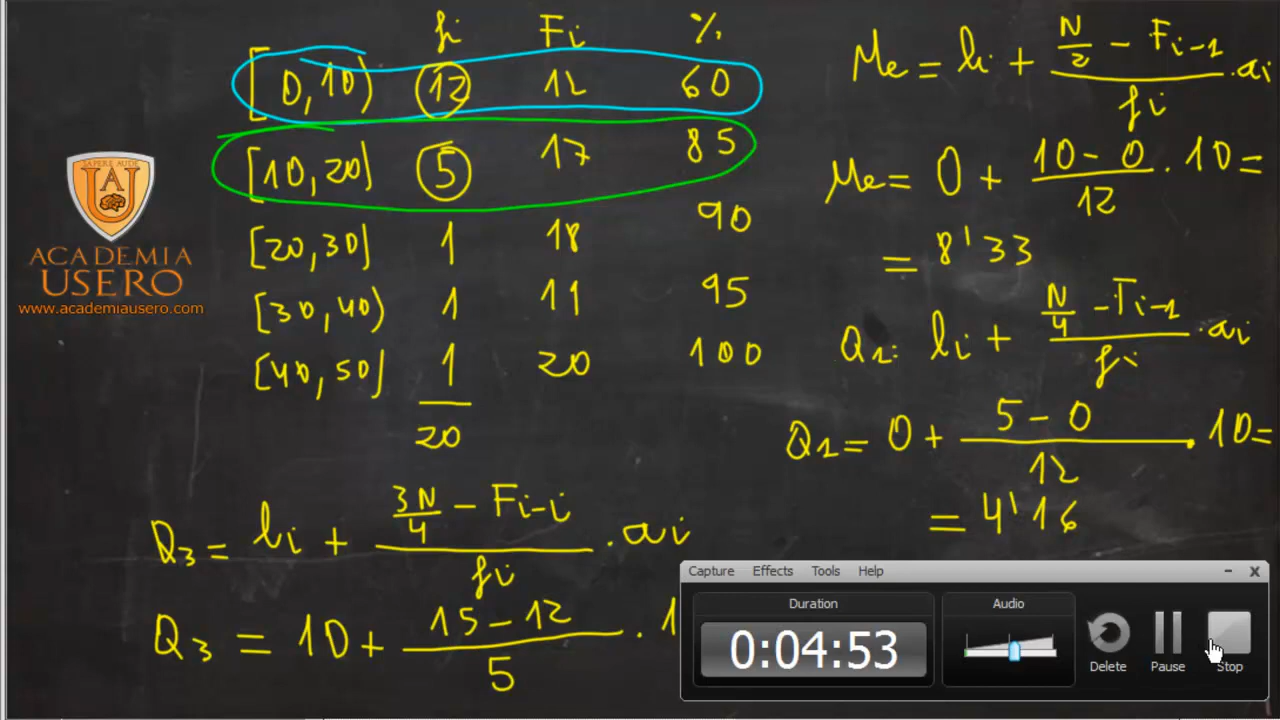 fi Fi %
[0,10) 12 12 60
[10,20] 5 17 85
[20,30] 1 18 90
[30,40) 1 11 95
[40,50] 1 20 100
20
Q3 = li + (3N/4 - Fi-i)/fi . ai
Q3 = 10 + (15-12)/5 . 1
Me = li + (N/2 - Fi-1)/fi . ai
Me = 0 + (10-0)/12 . 10 =
= 8'33
Q1: li + (N/4 - Fi-1)/fi . ai
Q1 = 0 + (5-0)/12 . 10 =
= 4'16
SAPERE AUDE
UA
ACADEMIA
USERO
www.academiausero.com
Capture Effects Tools Help
Duration
0:04:53
Audio
Delete
Pause
Stop